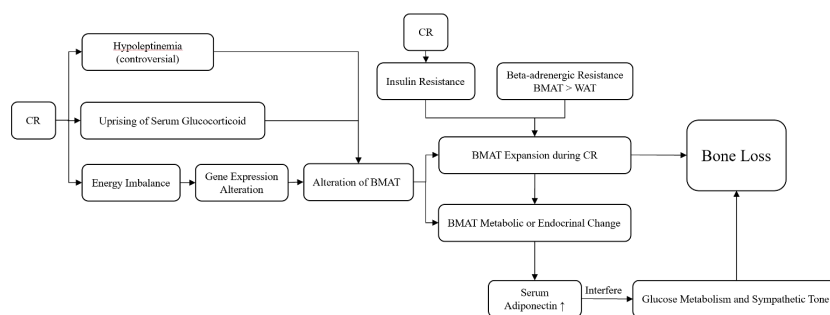 Hypoleptinemia
(controversial)
CR
Insulin Resistance
Beta-adrenergic Resistance
BMAT > WAT
CR
Uprising of Serum Glucocorticoid
BMAT Expansion during CR
Bone Loss
Energy Imbalance
Gene Expression
Alteration
Alteration of BMAT
BMAT Metabolic or Endocrinal Change
Serum
Adiponectin ↑
Interfere
Glucose Metabolism and Sympathetic Tone